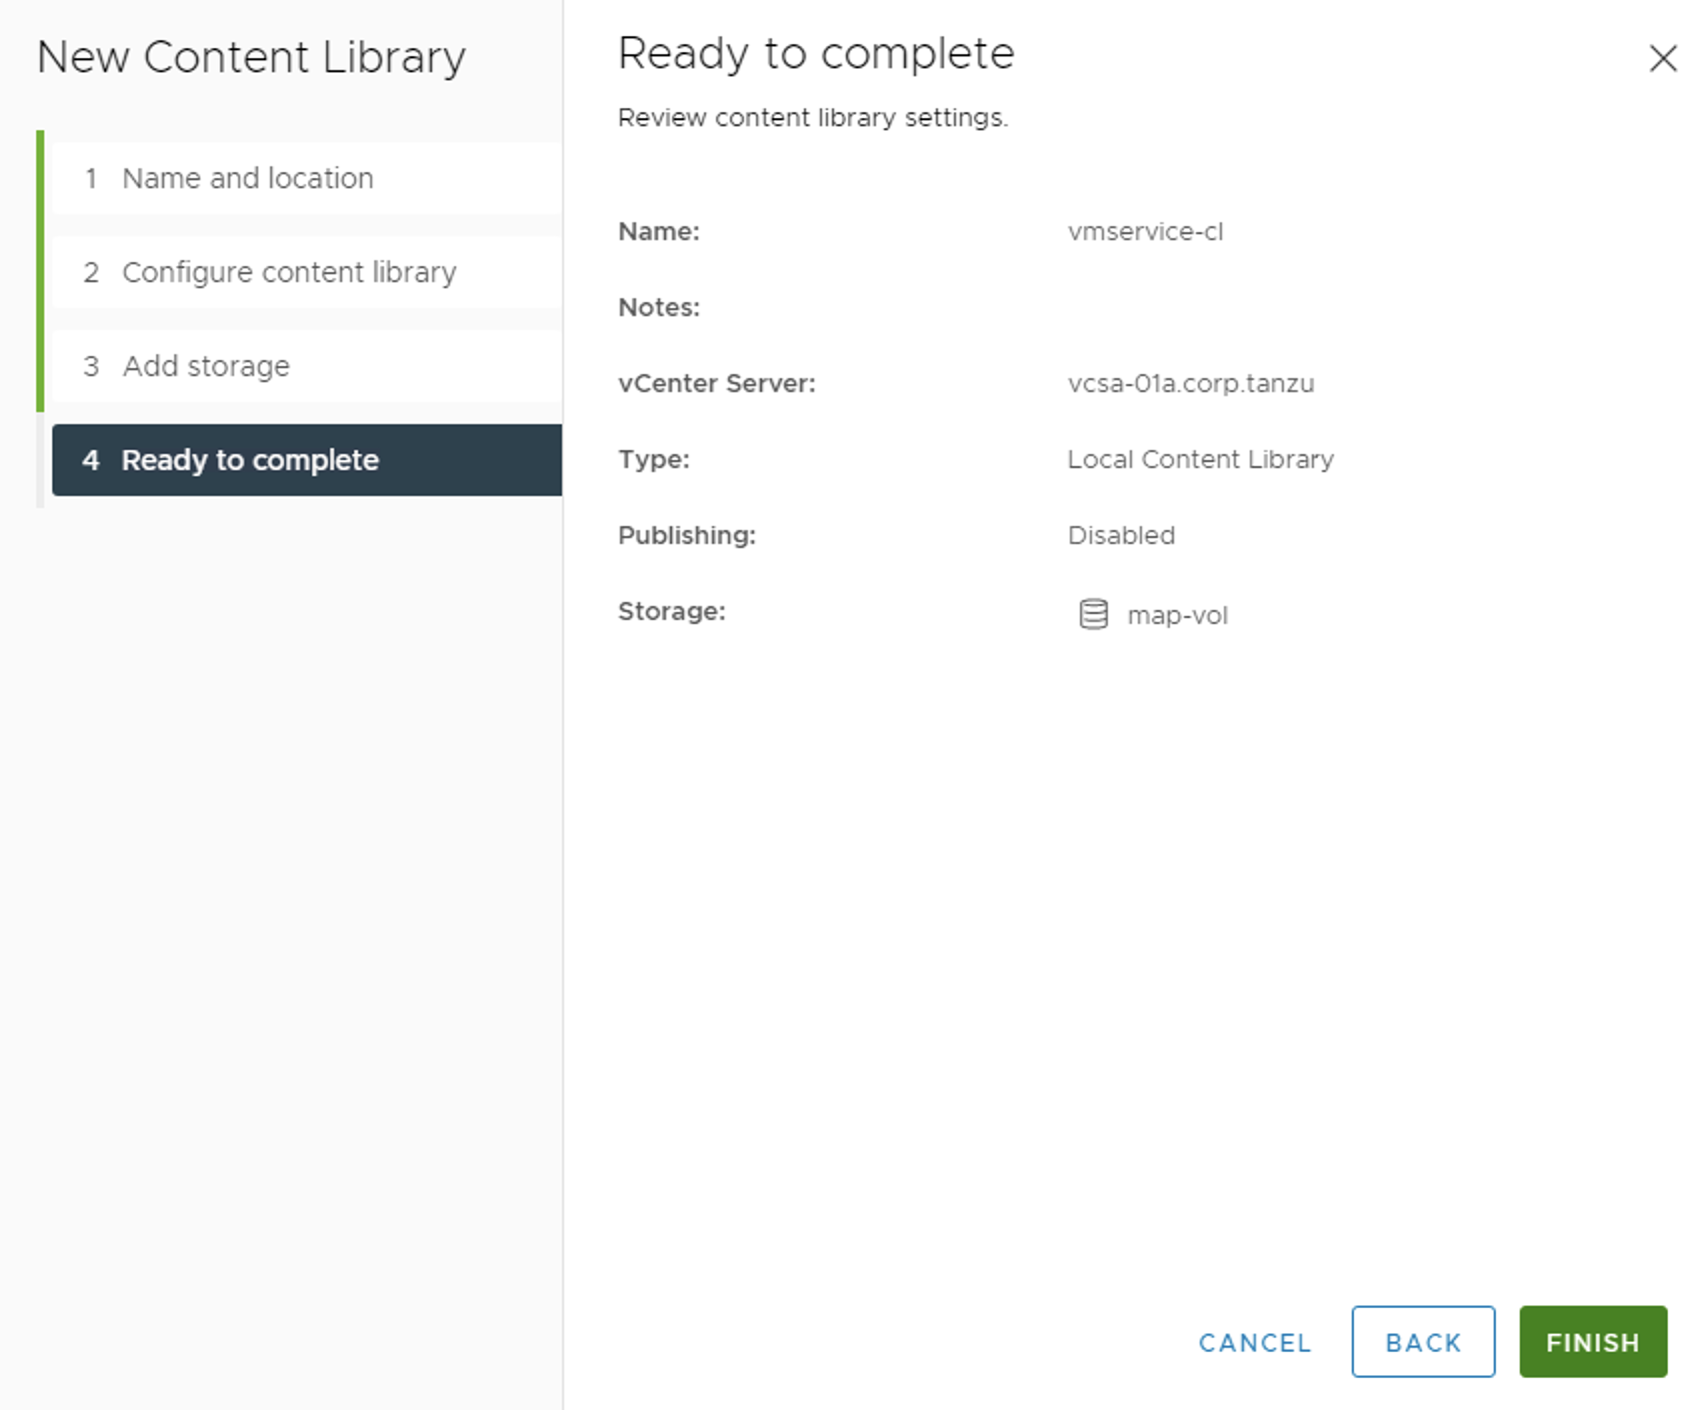 New Content Library
1 Name and location
2 Configure content library
3 Add storage
4 Ready to complete
Ready to complete
Review content library settings.
Name: vmservice-cl
Notes:
vCenter Server: vcsa-01a.corp.tanzu
Type: Local Content Library
Publishing: Disabled
Storage: map-vol
CANCEL BACK FINISH